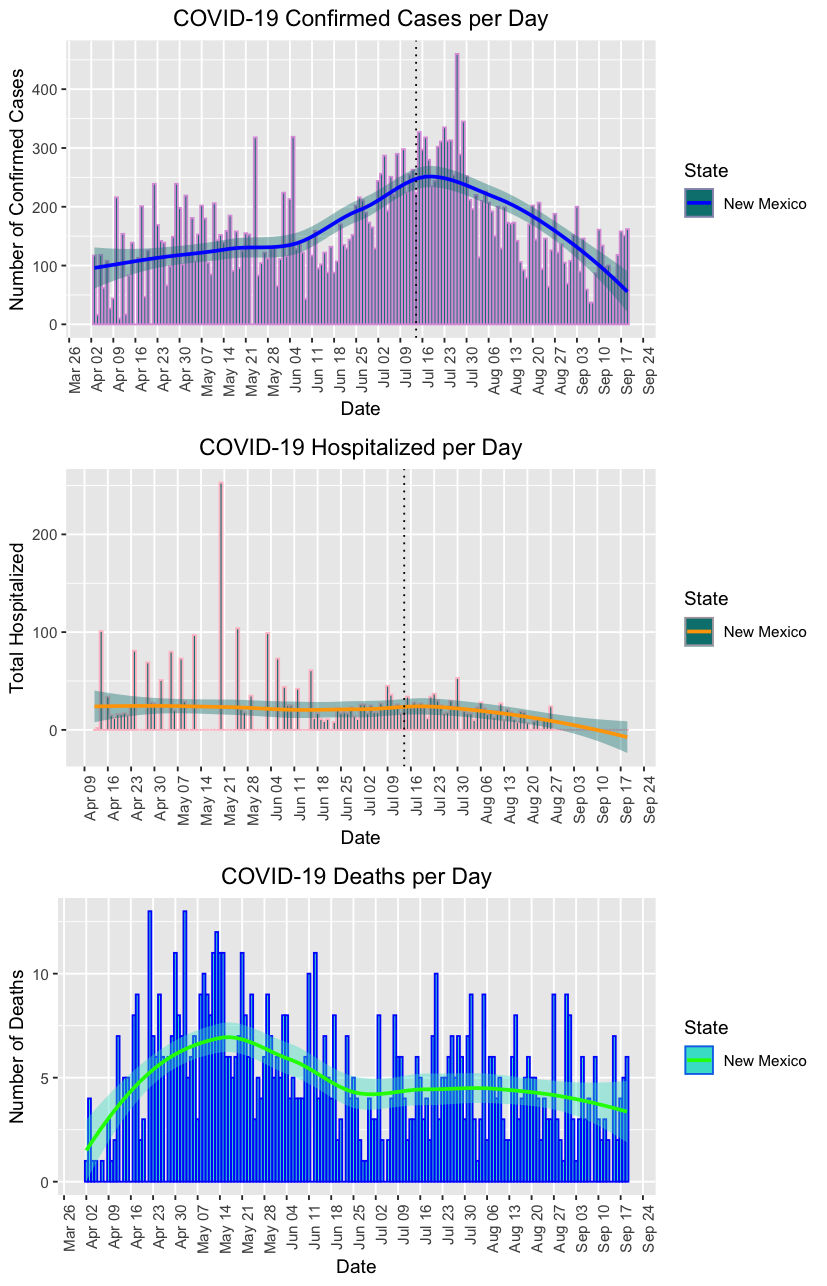 COVID-19 Confirmed Cases per Day
Number of Confirmed Cases
400
300
200
100
0
Mar 26
Apr 02
Apr 09
Apr 16
Apr 23
Apr 30
May 07
May 14
May 21
May 28
Jun 04
Jun 11
Jun 18
Jun 25
Jul 02
Jul 09
Jul 16
Jul 23
Jul 30
Aug 06
Aug 13
Aug 20
Aug 27
Sep 03
Sep 10
Sep 17
Sep 24
Date
State
New Mexico
COVID-19 Hospitalized per Day
Total Hospitalized
200
100
0
Apr 09
Apr 16
Apr 23
Apr 30
May 07
May 14
May 21
May 28
Jun 04
Jun 11
Jun 18
Jun 25
Jul 02
Jul 09
Jul 16
Jul 23
Jul 30
Aug 06
Aug 13
Aug 20
Aug 27
Sep 03
Sep 10
Sep 17
Sep 24
Date
State
New Mexico
COVID-19 Deaths per Day
Number of Deaths
10
5
0
Mar 26
Apr 02
Apr 09
Apr 16
Apr 23
Apr 30
May 07
May 14
May 21
May 28
Jun 04
Jun 11
Jun 18
Jun 25
Jul 02
Jul 09
Jul 16
Jul 23
Jul 30
Aug 06
Aug 13
Aug 20
Aug 27
Sep 03
Sep 10
Sep 17
Sep 24
Date
State
New Mexico